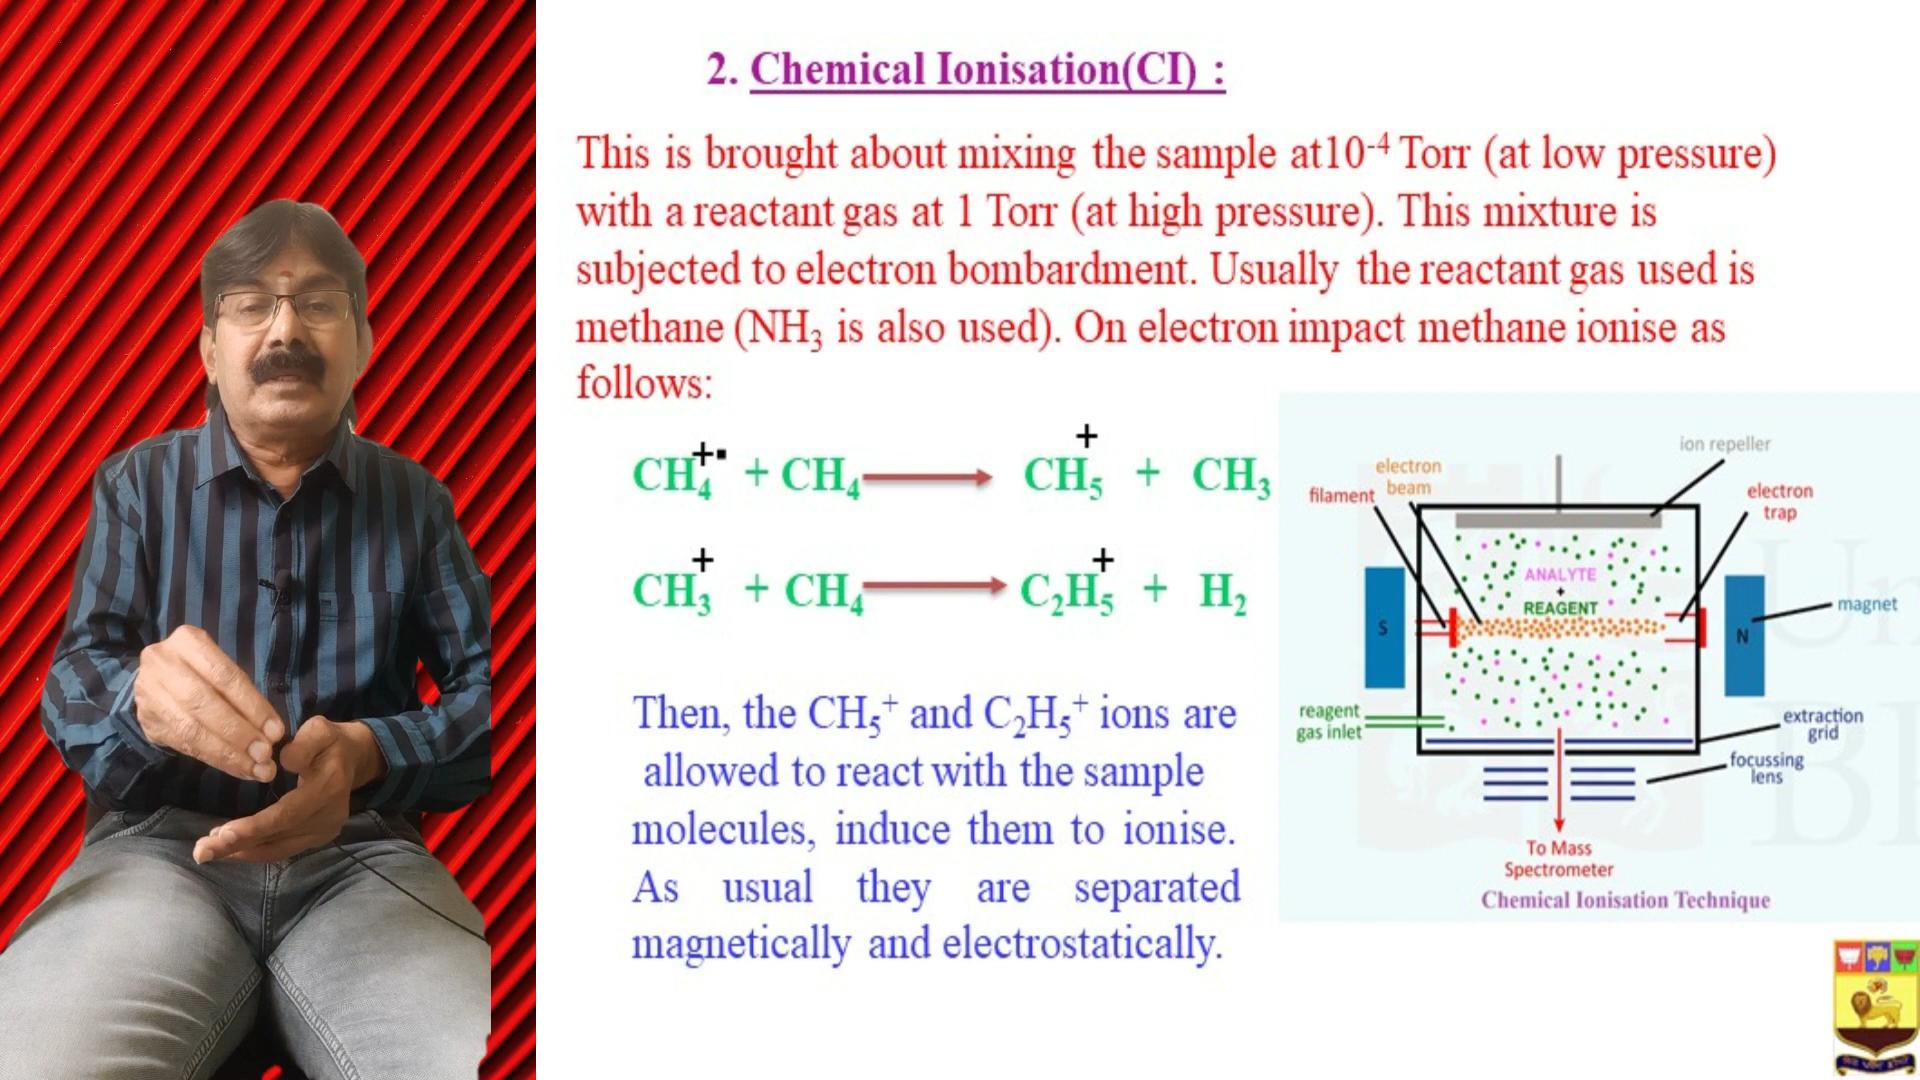 2. Chemical Ionisation(CI) :
This is brought about mixing the sample at10⁻⁴ Torr (at low pressure)
with a reactant gas at 1 Torr (at high pressure). This mixture is
subjected to electron bombardment. Usually the reactant gas used is
methane (NH₃ is also used). On electron impact methane ionise as
follows:
CH₄⁺· + CH₄ → CH₅⁺ + CH₃
CH₃⁺ + CH₄ → C₂H₅⁺ + H₂
Then, the CH₅⁺ and C₂H₅⁺ ions are
allowed to react with the sample
molecules, induce them to ionise.
As usual they are separated
magnetically and electrostatically.
ion repeller
electron
beam
filament
electron
trap
ANALYTE
+
REAGENT
S
N
magnet
reagent
gas inlet
extraction
grid
focussing
lens
To Mass
Spectrometer
Chemical Ionisation Technique